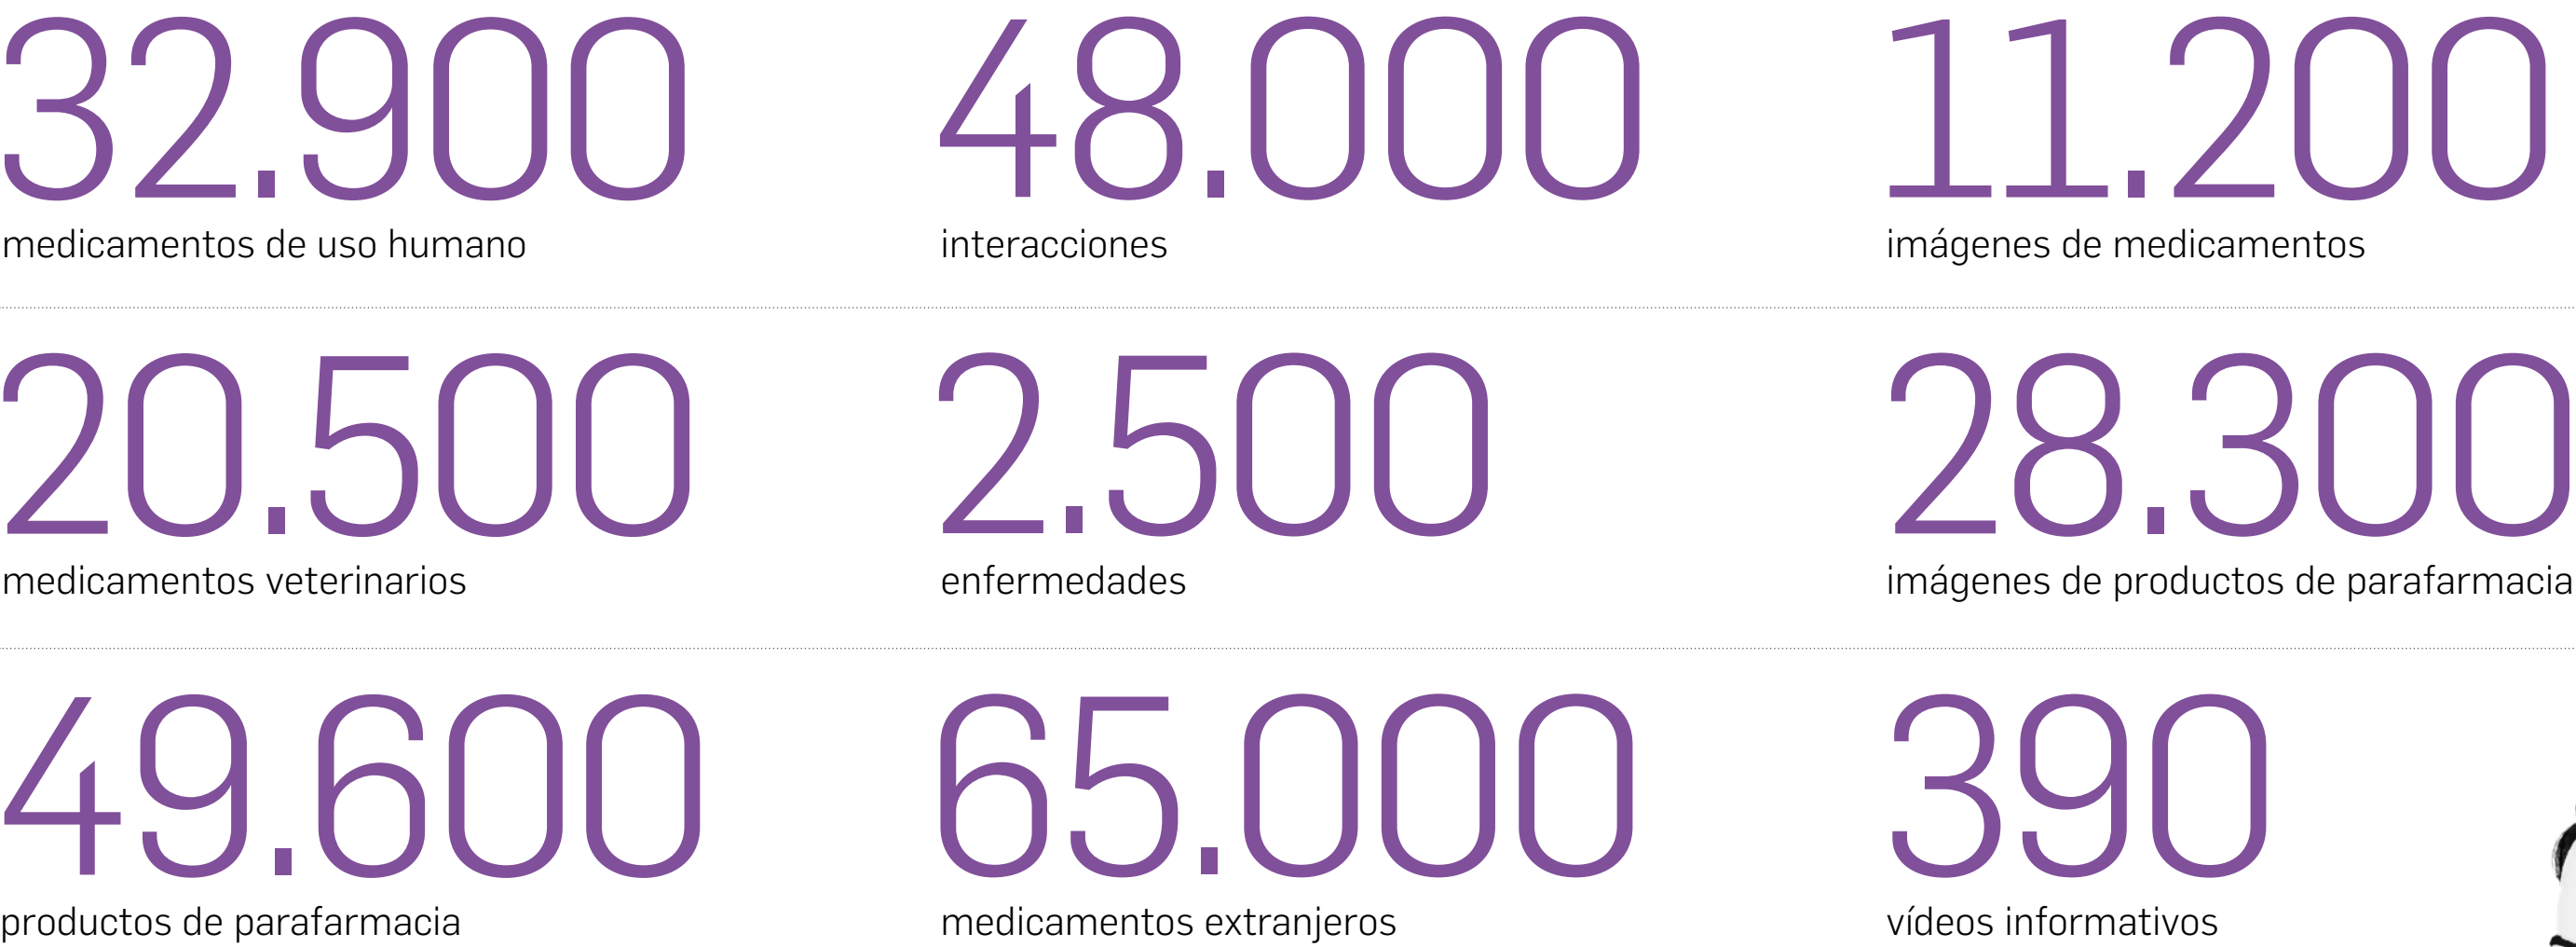 32.900
medicamentos de uso humano
48.000
interacciones
11.200
imágenes de medicamentos
20.500
medicamentos veterinarios
2.500
enfermedades
28.300
imágenes de productos de parafarmacia
49.600
productos de parafarmacia
65.000
medicamentos extranjeros
390
vídeos informativos